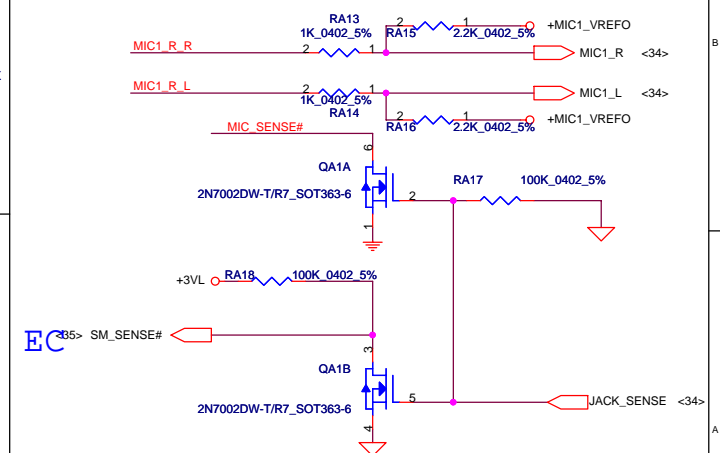 RA13
1K_0402_5%
2 1
RA15
2.2K_0402_5%
+MIC1_VREFO
MIC1_R_R
2 1
MIC1_R <34>
B
MIC1_R_L
2 1
1K_0402_5%
RA14
MIC1_L <34>
RA16
2 1
2.2K_0402_5%
+MIC1_VREFO
MIC_SENSE#
6
QA1A
2N7002DW-T/R7_SOT363-6
2
1
RA17
100K_0402_5%
+3VL
RA18
100K_0402_5%
EC
<35> SM_SENSE#
3
QA1B
2N7002DW-T/R7_SOT363-6
5
4
JACK_SENSE <34>
A